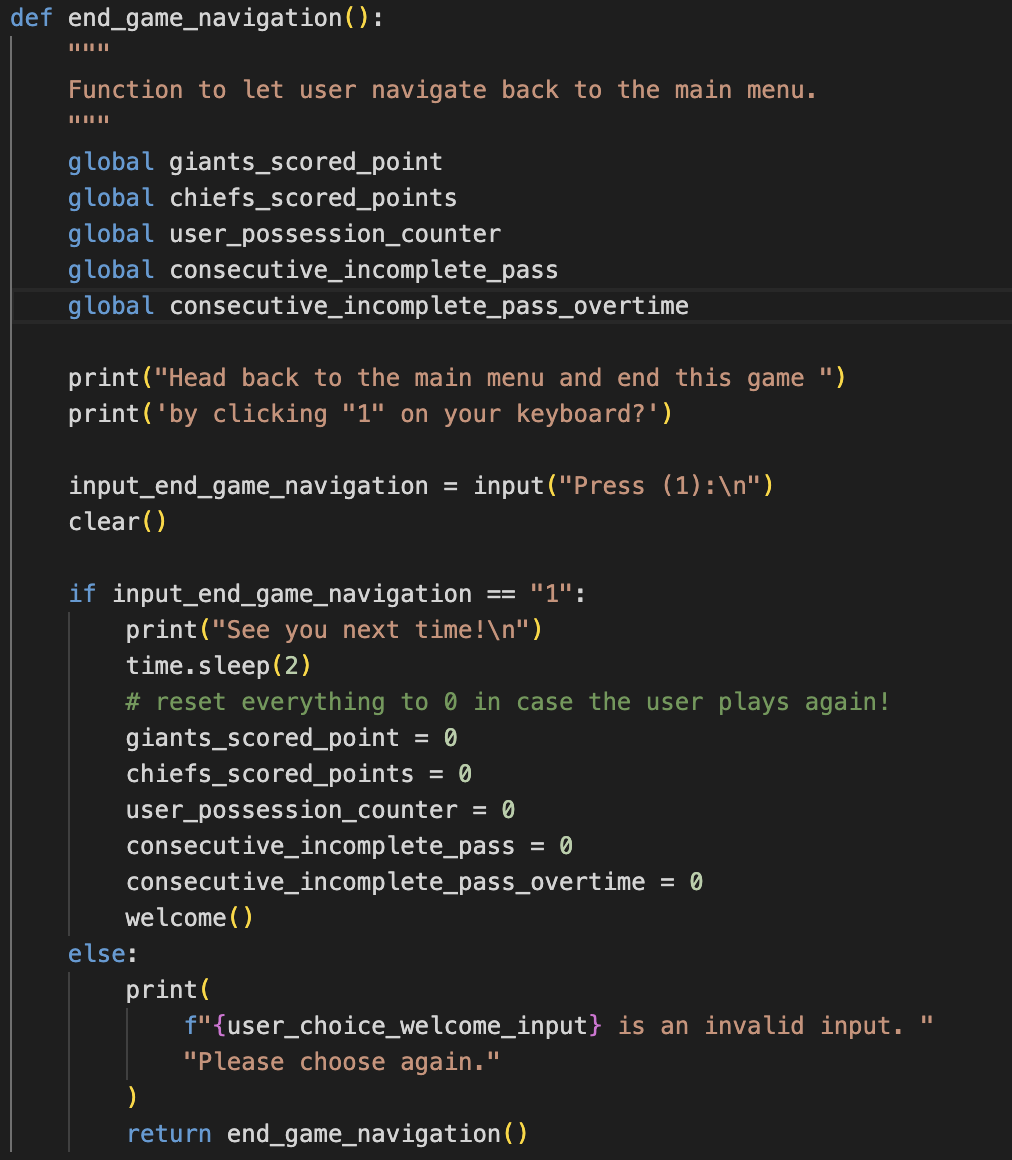 def end_game_navigation():
    """
    Function to let user navigate back to the main menu.
    """
    global giants_scored_point
    global chiefs_scored_points
    global user_possession_counter
    global consecutive_incomplete_pass
    global consecutive_incomplete_pass_overtime

    print("Head back to the main menu and end this game ")
    print('by clicking "1" on your keyboard?')

    input_end_game_navigation = input("Press (1):\n")
    clear()

    if input_end_game_navigation == "1":
        print("See you next time!\n")
        time.sleep(2)
        # reset everything to 0 in case the user plays again!
        giants_scored_point = 0
        chiefs_scored_points = 0
        user_possession_counter = 0
        consecutive_incomplete_pass = 0
        consecutive_incomplete_pass_overtime = 0
        welcome()
    else:
        print(
            f"{user_choice_welcome_input} is an invalid input. "
            "Please choose again."
        )
        return end_game_navigation()